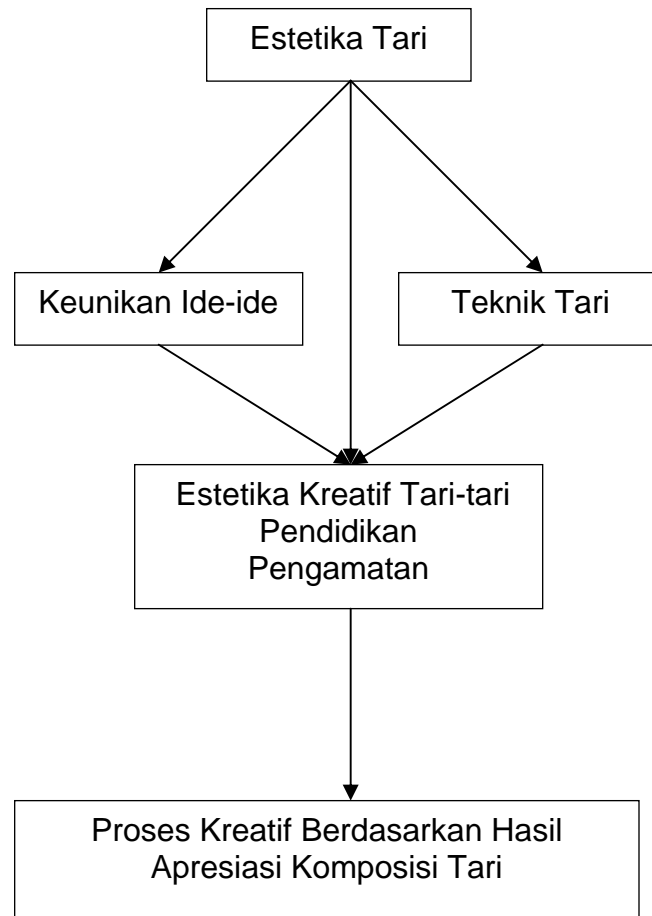 Estetika Tari
Keunikan Ide-ide
Teknik Tari
Estetika Kreatif Tari-tari
Pendidikan
Pengamatan
Proses Kreatif Berdasarkan Hasil
Apresiasi Komposisi Tari